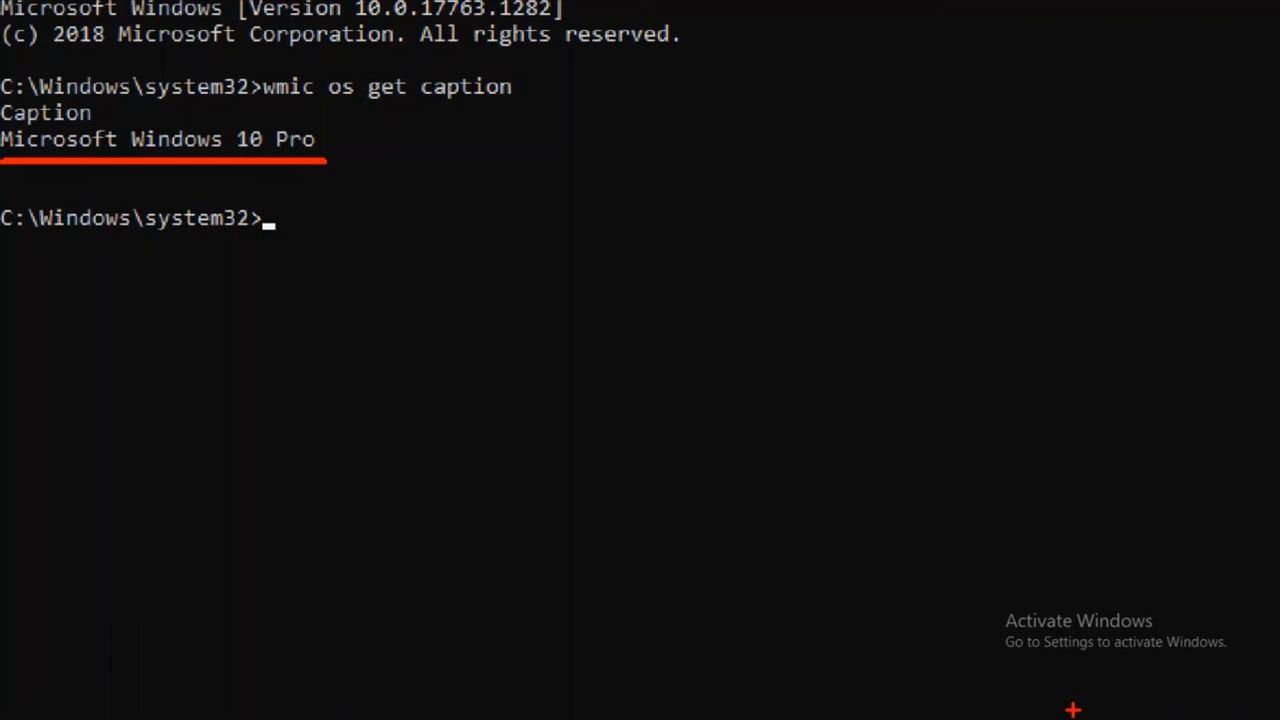 Microsoft Windows [Version 10.0.17763.1282]
(c) 2018 Microsoft Corporation. All rights reserved.
C:\Windows\system32>wmic os get caption
Caption
Microsoft Windows 10 Pro
C:\Windows\system32>
Activate Windows
Go to Settings to activate Windows.